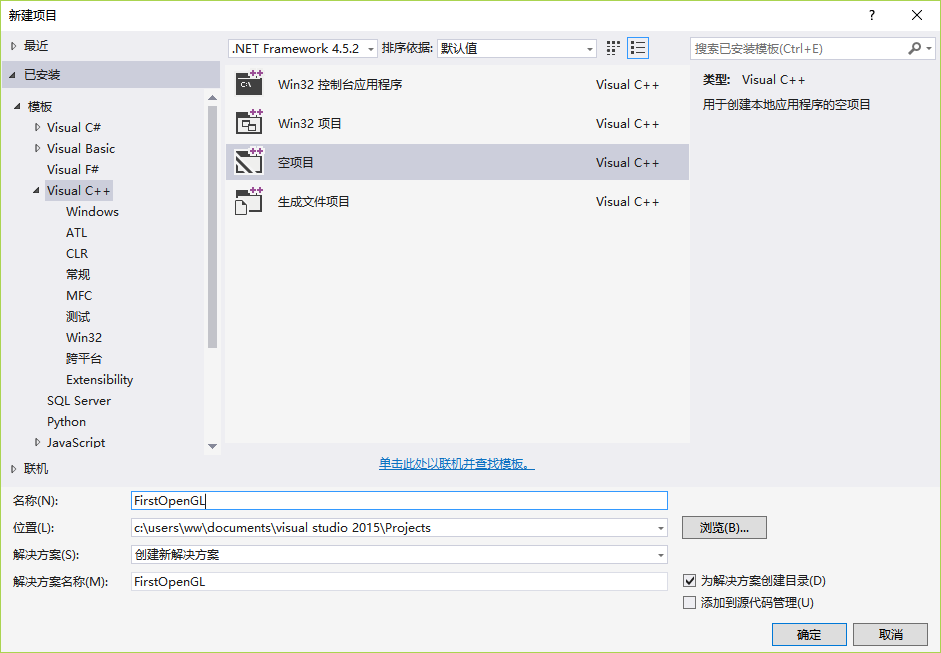 新建项目
?
最近
已安装
模板
Visual C#
Visual Basic
Visual F#
Visual C++
Windows
ATL
CLR
常规
MFC
测试
Win32
跨平台
Extensibility
SQL Server
Python
JavaScript
联机
.NET Framework 4.5.2 排序依据: 默认值
Win32 控制台应用程序 Visual C++
Win32 项目 Visual C++
空项目 Visual C++
生成文件项目 Visual C++
单击此处以联机并查找模板。
搜索已安装模板(Ctrl+E)
类型: Visual C++
用于创建本地应用程序的空项目
名称(N): FirstOpenGL
位置(L): c:\users\ww\documents\visual studio 2015\Projects 浏览(B)...
解决方案(S): 创建新解决方案
解决方案名称(M): FirstOpenGL
为解决方案创建目录(D)
添加到源代码管理(U)
确定 取消